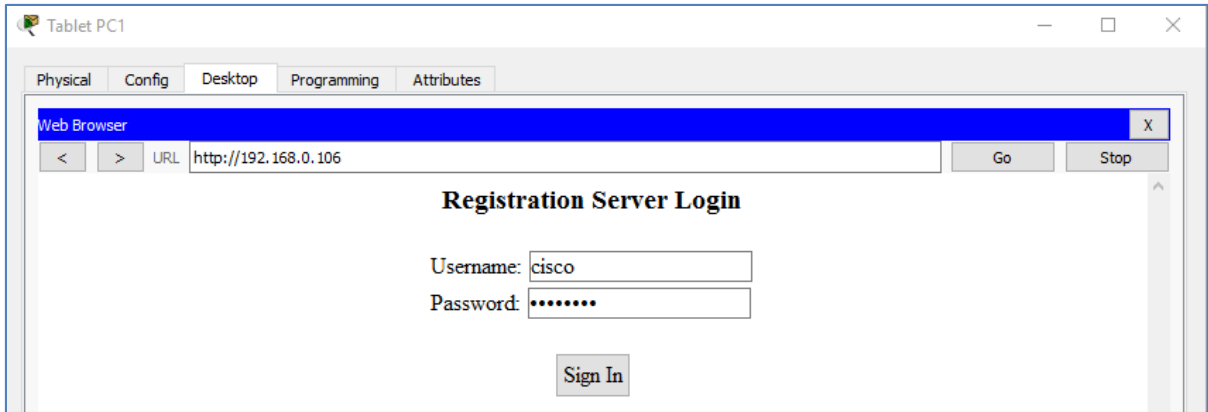 Tablet PC1
Physical Config Desktop Programming Attributes
Web Browser X
< > URL http://192.168.0.106 Go Stop
Registration Server Login
Username: cisco
Password: ••••••••
Sign In